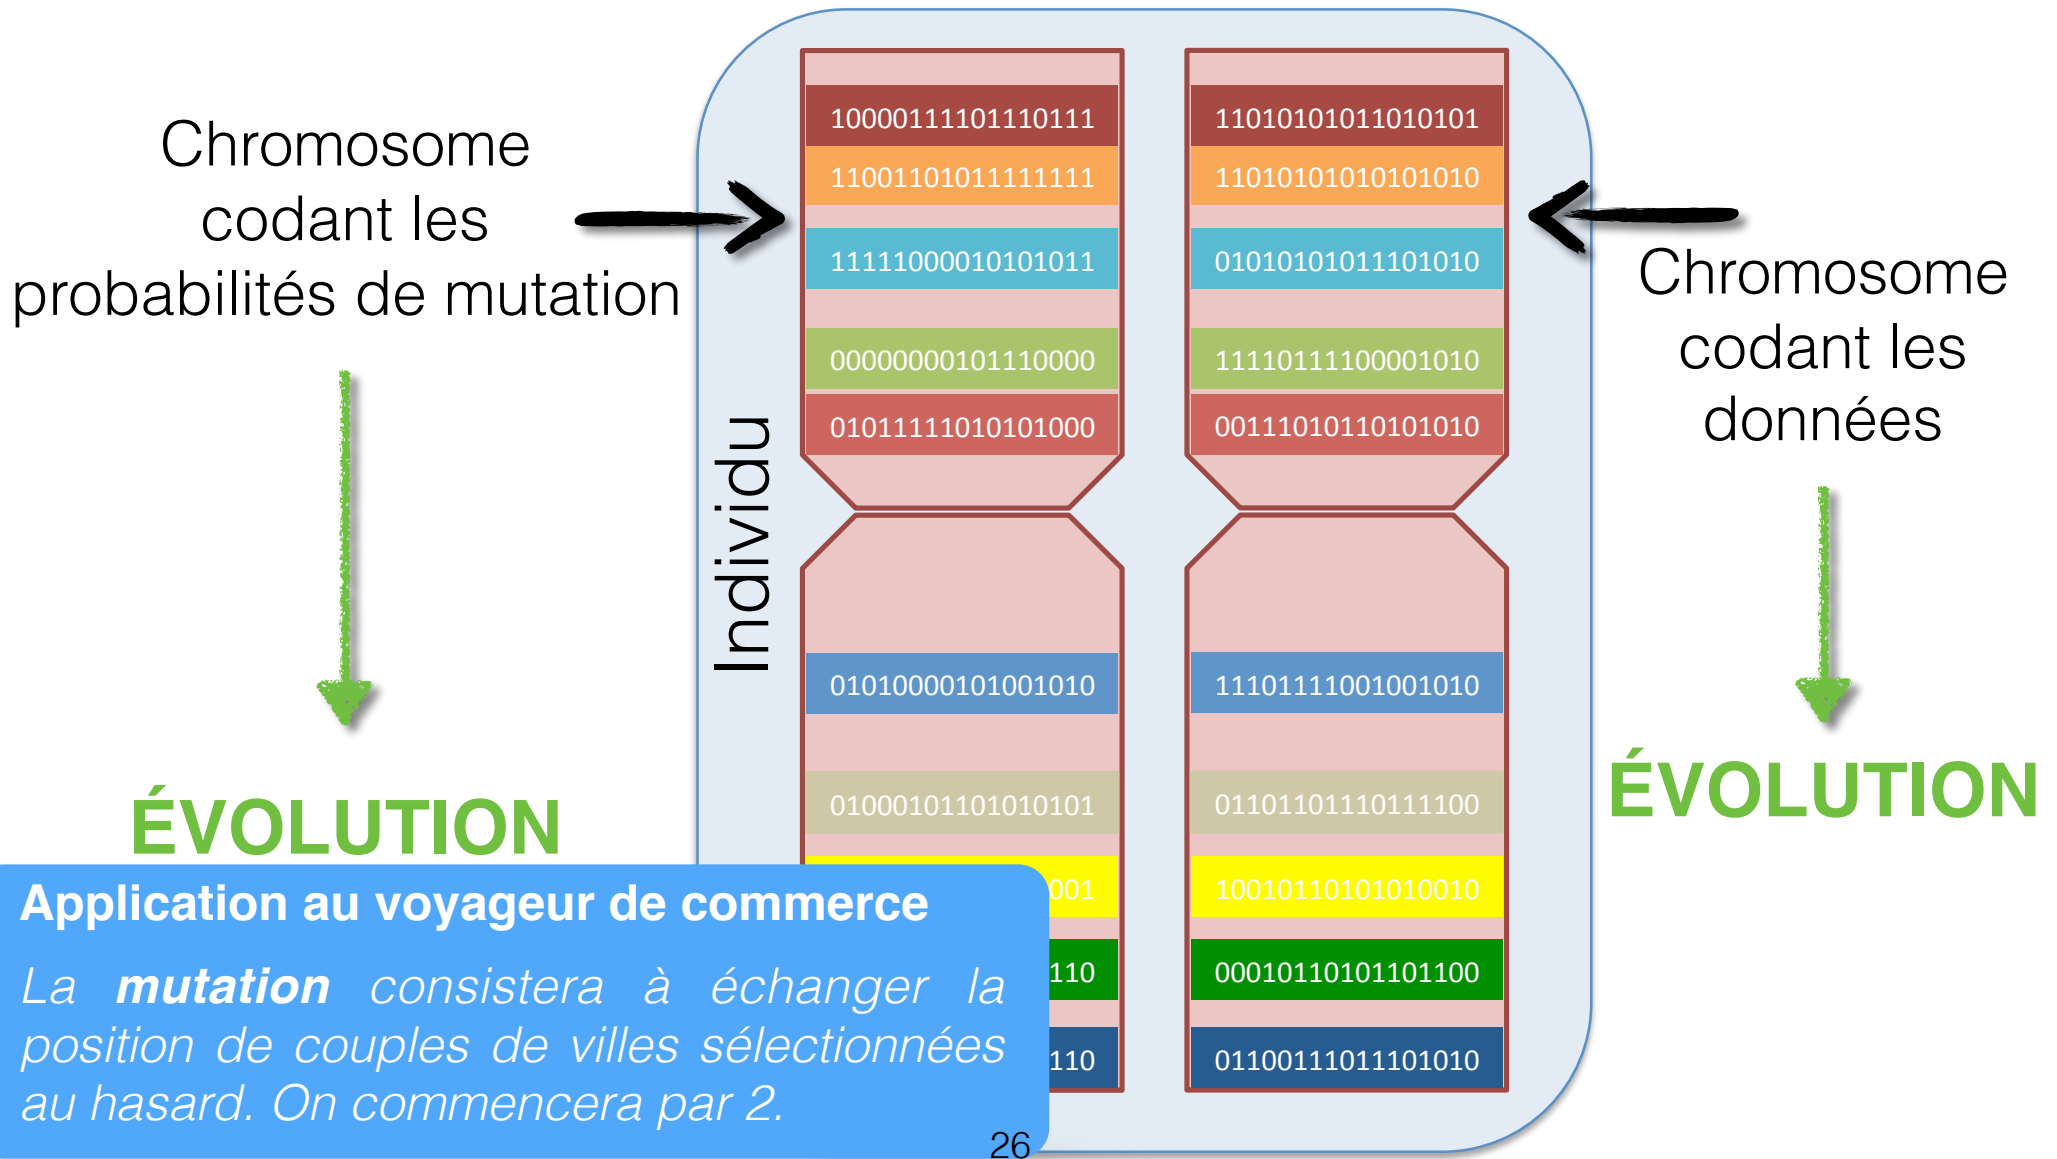 Chromosome
codant les
probabilités de mutation
ÉVOLUTION
Individu
10000111101110111
11001101011111111
11111000010101011
00000000101110000
01011111010101000
01010000101001010
01000101101010101
001
110
110
11010101011010101
11010101010101010
01010101011101010
11110111100001010
00111010110101010
11101111001001010
01101101110111100
10010110101010010
00010110101101100
01100111011101010
Chromosome
codant les
données
ÉVOLUTION
Application au voyageur de commerce
La mutation consistera à échanger la
position de couples de villes sélectionnées
au hasard. On commencera par 2.
26